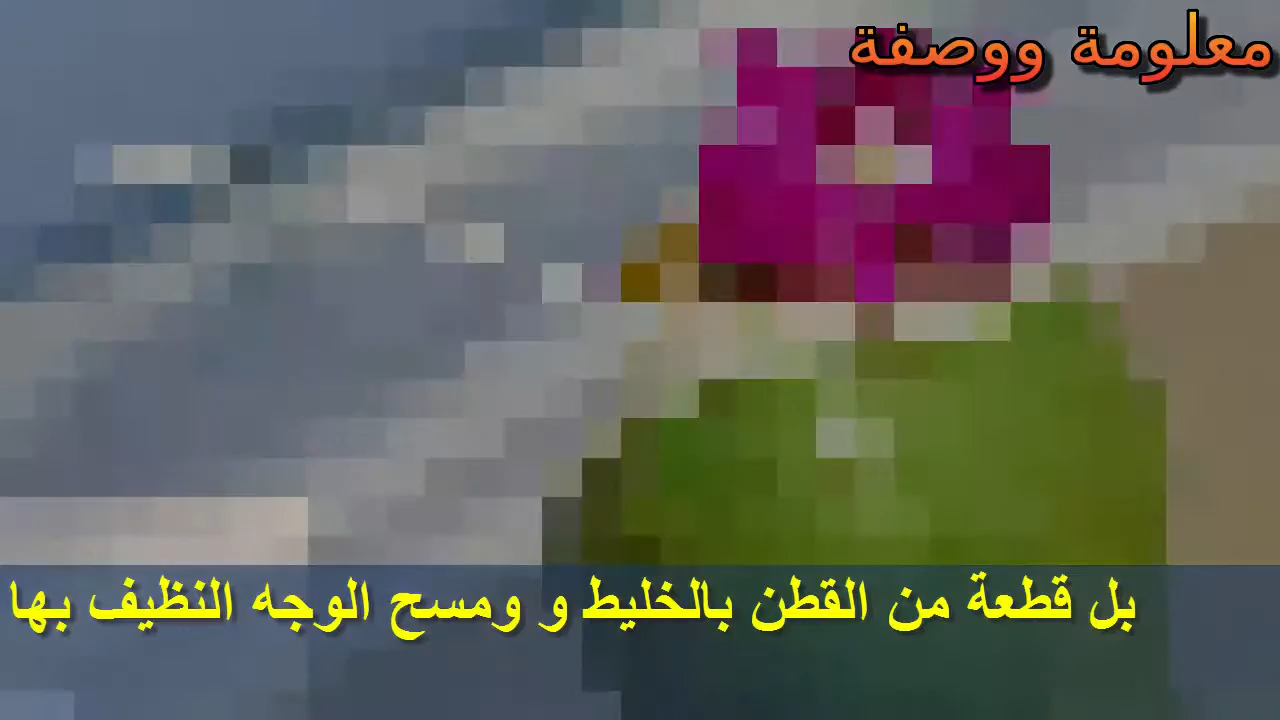 معلومة ووصفة
بل قطعة من القطن بالخليط و ومسح الوجه النظيف بها